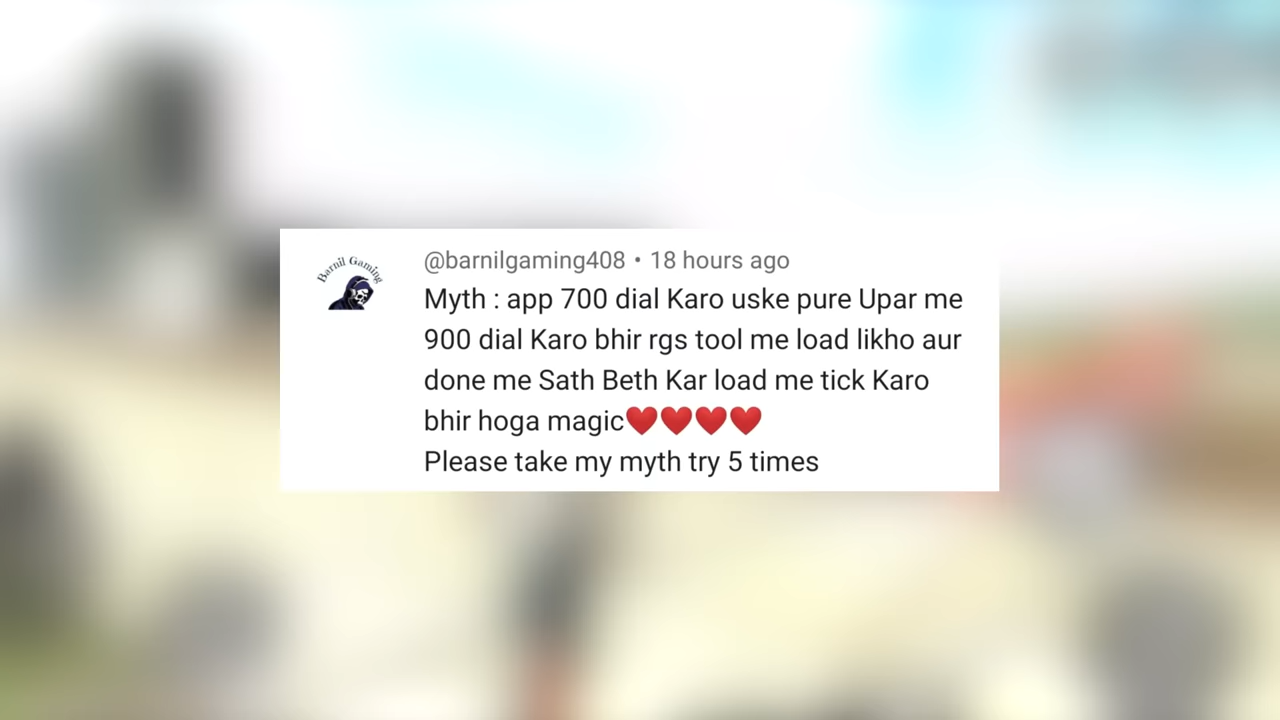 Barnil Gaming
@barnilgaming408 • 18 hours ago
Myth : app 700 dial Karo uske pure Upar me
900 dial Karo bhir rgs tool me load likho aur
done me Sath Beth Kar load me tick Karo
bhir hoga magic❤️❤️❤️❤️
Please take my myth try 5 times